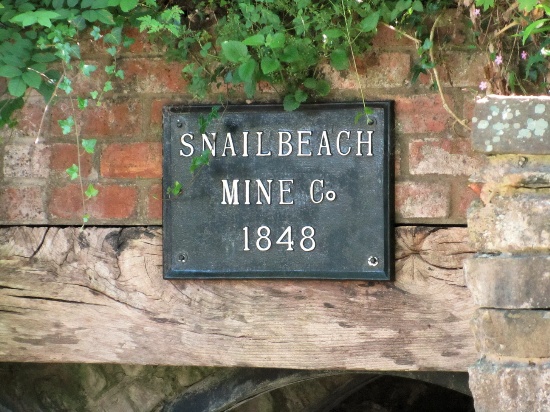 SNAILBEACH
MINE Co
1848